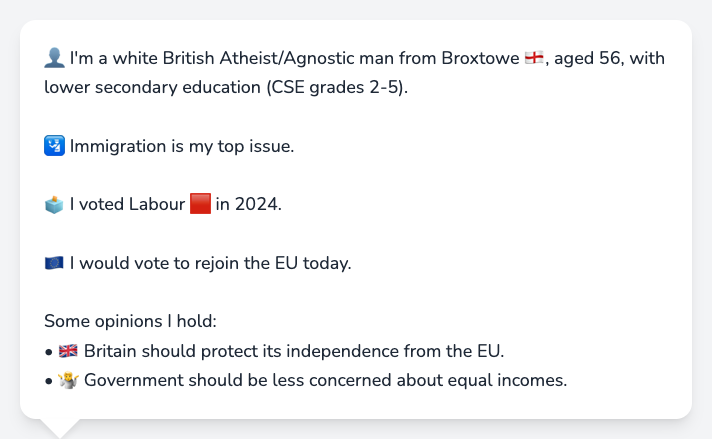 👤 I'm a white British Atheist/Agnostic man from Broxtowe 🏴󠁧󠁢󠁥󠁮󠁧󠁿, aged 56, with
lower secondary education (CSE grades 2-5).
🛂 Immigration is my top issue.
🗳️ I voted Labour 🟥 in 2024.
🇪🇺 I would vote to rejoin the EU today.
Some opinions I hold:
• 🇬🇧 Britain should protect its independence from the EU.
• 🤷 Government should be less concerned about equal incomes.